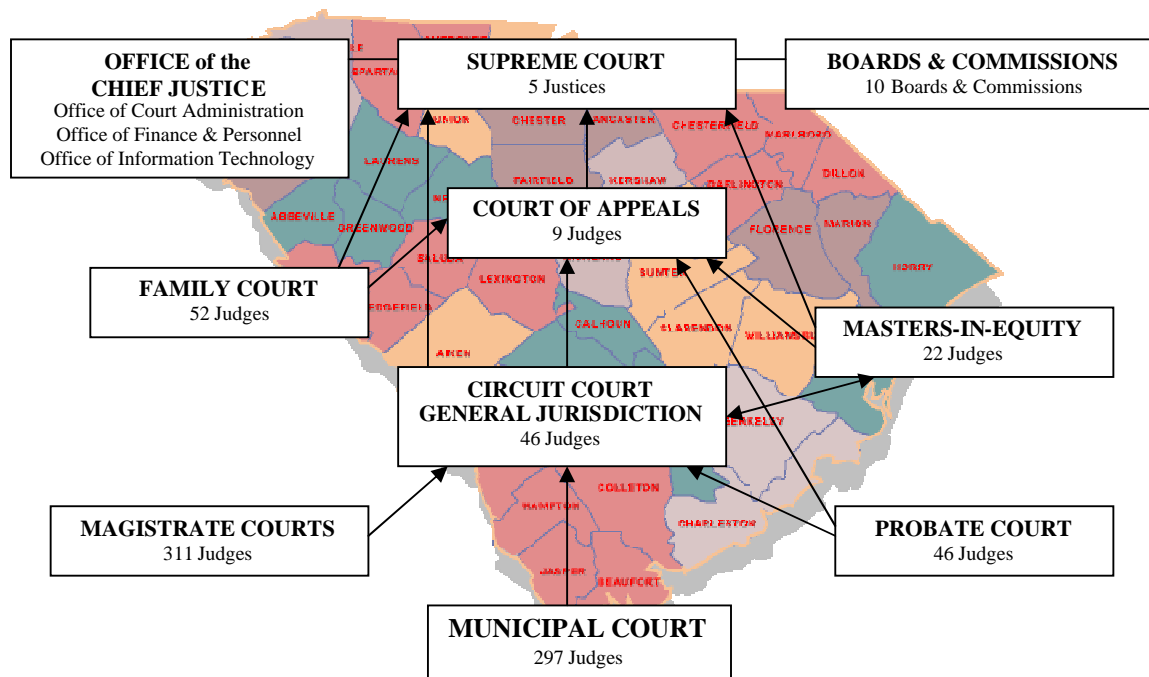 OFFICE of the
CHIEF JUSTICE
Office of Court Administration
Office of Finance & Personnel
Office of Information Technology
SUPREME COURT
5 Justices
BOARDS & COMMISSIONS
10 Boards & Commissions
CHESTER
CHESTERFIELD
MARLBORO
DILLON
LAURENS
FAIRFIELD
KERSHAW
DARLINGTON
ABBEVILLE
GREENWOOD
COURT OF APPEALS
9 Judges
FLORENCE
MARION
HORRY
SALUDA
LEXINGTON
SUMTER
FAMILY COURT
52 Judges
CALHOUN
CLARENDON
MASTERS-IN-EQUITY
22 Judges
AIKEN
CIRCUIT COURT
GENERAL JURISDICTION
46 Judges
BERKELEY
COLLETON
HAMPTON
CHARLESTON
MAGISTRATE COURTS
311 Judges
PROBATE COURT
46 Judges
JASPER
BEAUFORT
MUNICIPAL COURT
297 Judges